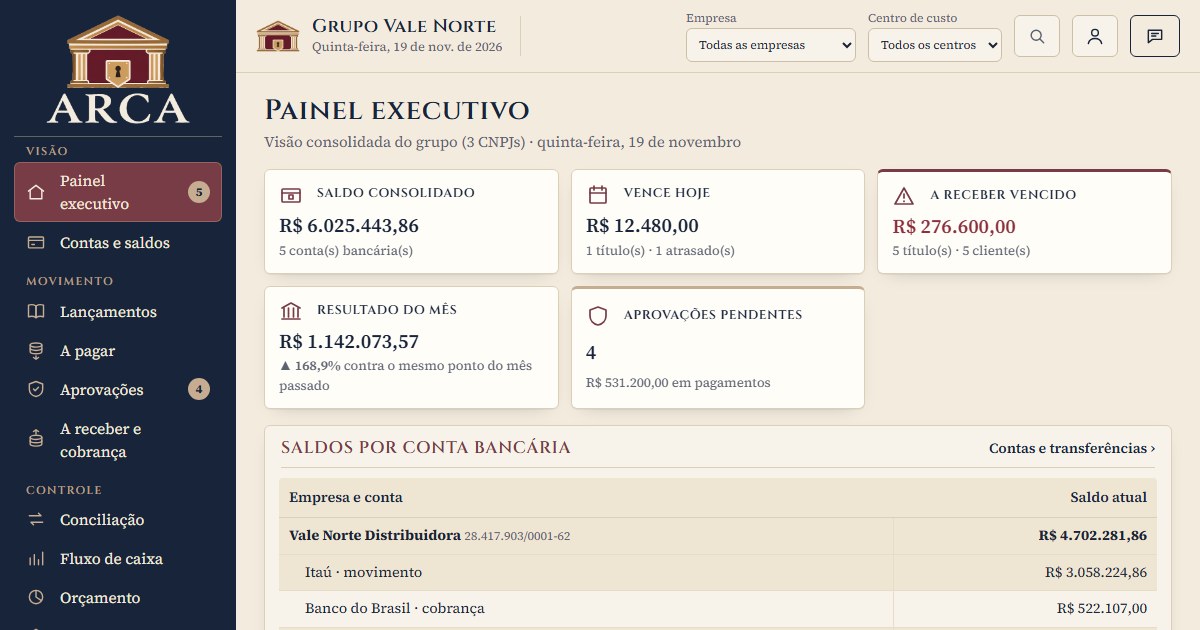 ARCA
VISÃO
Painel executivo
5
Contas e saldos
MOVIMENTO
Lançamentos
A pagar
Aprovações
4
A receber e cobrança
CONTROLE
Conciliação
Fluxo de caixa
Orçamento
Grupo Vale Norte
Quinta-feira, 19 de nov. de 2026
Empresa
Todas as empresas
Centro de custo
Todos os centros
Painel executivo
Visão consolidada do grupo (3 CNPJs) · quinta-feira, 19 de novembro
SALDO CONSOLIDADO
R$ 6.025.443,86
5 conta(s) bancária(s)
VENCE HOJE
R$ 12.480,00
1 título(s) · 1 atrasado(s)
A RECEBER VENCIDO
R$ 276.600,00
5 título(s) · 5 cliente(s)
RESULTADO DO MÊS
R$ 1.142.073,57
▲ 168,9% contra o mesmo ponto do mês
passado
APROVAÇÕES PENDENTES
4
R$ 531.200,00 em pagamentos
SALDOS POR CONTA BANCÁRIA
Contas e transferências ›
Empresa e conta
Saldo atual
Vale Norte Distribuidora 28.417.903/0001-62
R$ 4.702.281,86
Itaú · movimento
R$ 3.058.224,86
Banco do Brasil · cobrança
R$ 522.107,00